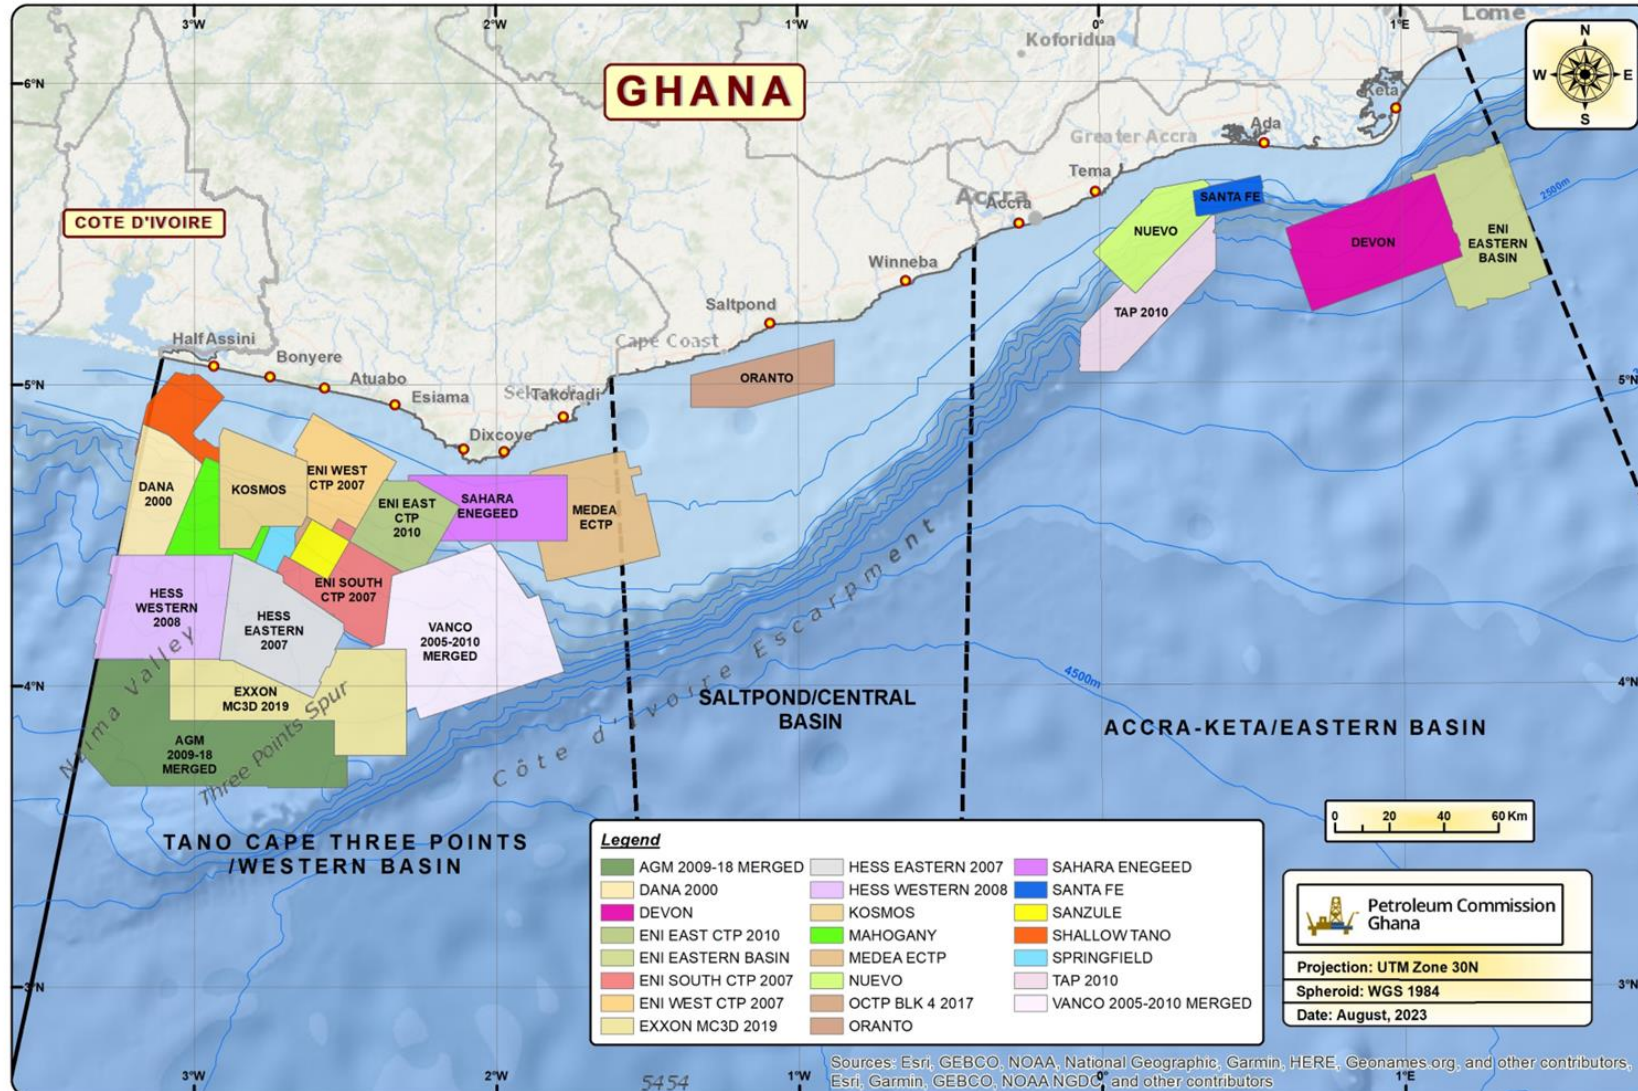 3°W
2°W
1°W
0°
1°E
Lome
Koforidua
N
W
E
S
GHANA
6°N
Keta
Greater Accra
Ada
Tema
Accra
Accra
COTE D'IVOIRE
SANTA FE
2500m
NUEVO
DEVON
ENI
EASTERN
BASIN
Winneba
Saltpond
TAP 2010
Half Assini
Cape Coast
Bonyere
Atuabo
Esiama
Takoradi
ORANTO
5°N
5°N
Dixcove
DANA
2000
KOSMOS
ENI WEST
CTP 2007
ENI EAST
CTP
2010
SAHARA
ENEGEED
MEDEA
ECTP
HESS
WESTERN
2008
HESS
EASTERN
2007
ENI SOUTH
CTP 2007
VANCO
2005-2010
MERGED
4500m
4°N
4°N
EXXON
MC3D 2019
AGM
2009-18
MERGED
Three Points Spur
Côte d'Ivoire Escarpment
SALTPOND/CENTRAL
BASIN
ACCRA-KETA/EASTERN BASIN
TANO CAPE THREE POINTS
/WESTERN BASIN
0 20 40 60 Km
Legend
AGM 2009-18 MERGED
DANA 2000
DEVON
ENI EAST CTP 2010
ENI EASTERN BASIN
ENI SOUTH CTP 2007
ENI WEST CTP 2007
EXXON MC3D 2019
HESS EASTERN 2007
HESS WESTERN 2008
KOSMOS
MAHOGANY
MEDEA ECTP
NUEVO
OCTP BLK 4 2017
ORANTO
SAHARA ENEGEED
SANTA FE
SANZULE
SHALLOW TANO
SPRINGFIELD
TAP 2010
VANCO 2005-2010 MERGED
Petroleum Commission
Ghana
Projection: UTM Zone 30N
Spheroid: WGS 1984
Date: August, 2023
3°N
3°N
Sources: Esri, GEBCO, NOAA, National Geographic, Garmin, HERE, Geonames.org, and other contributors,
Esri, Garmin, GEBCO, NOAA NGDC, and other contributors
3°W
2°W
5454
1°W
0°
1°E